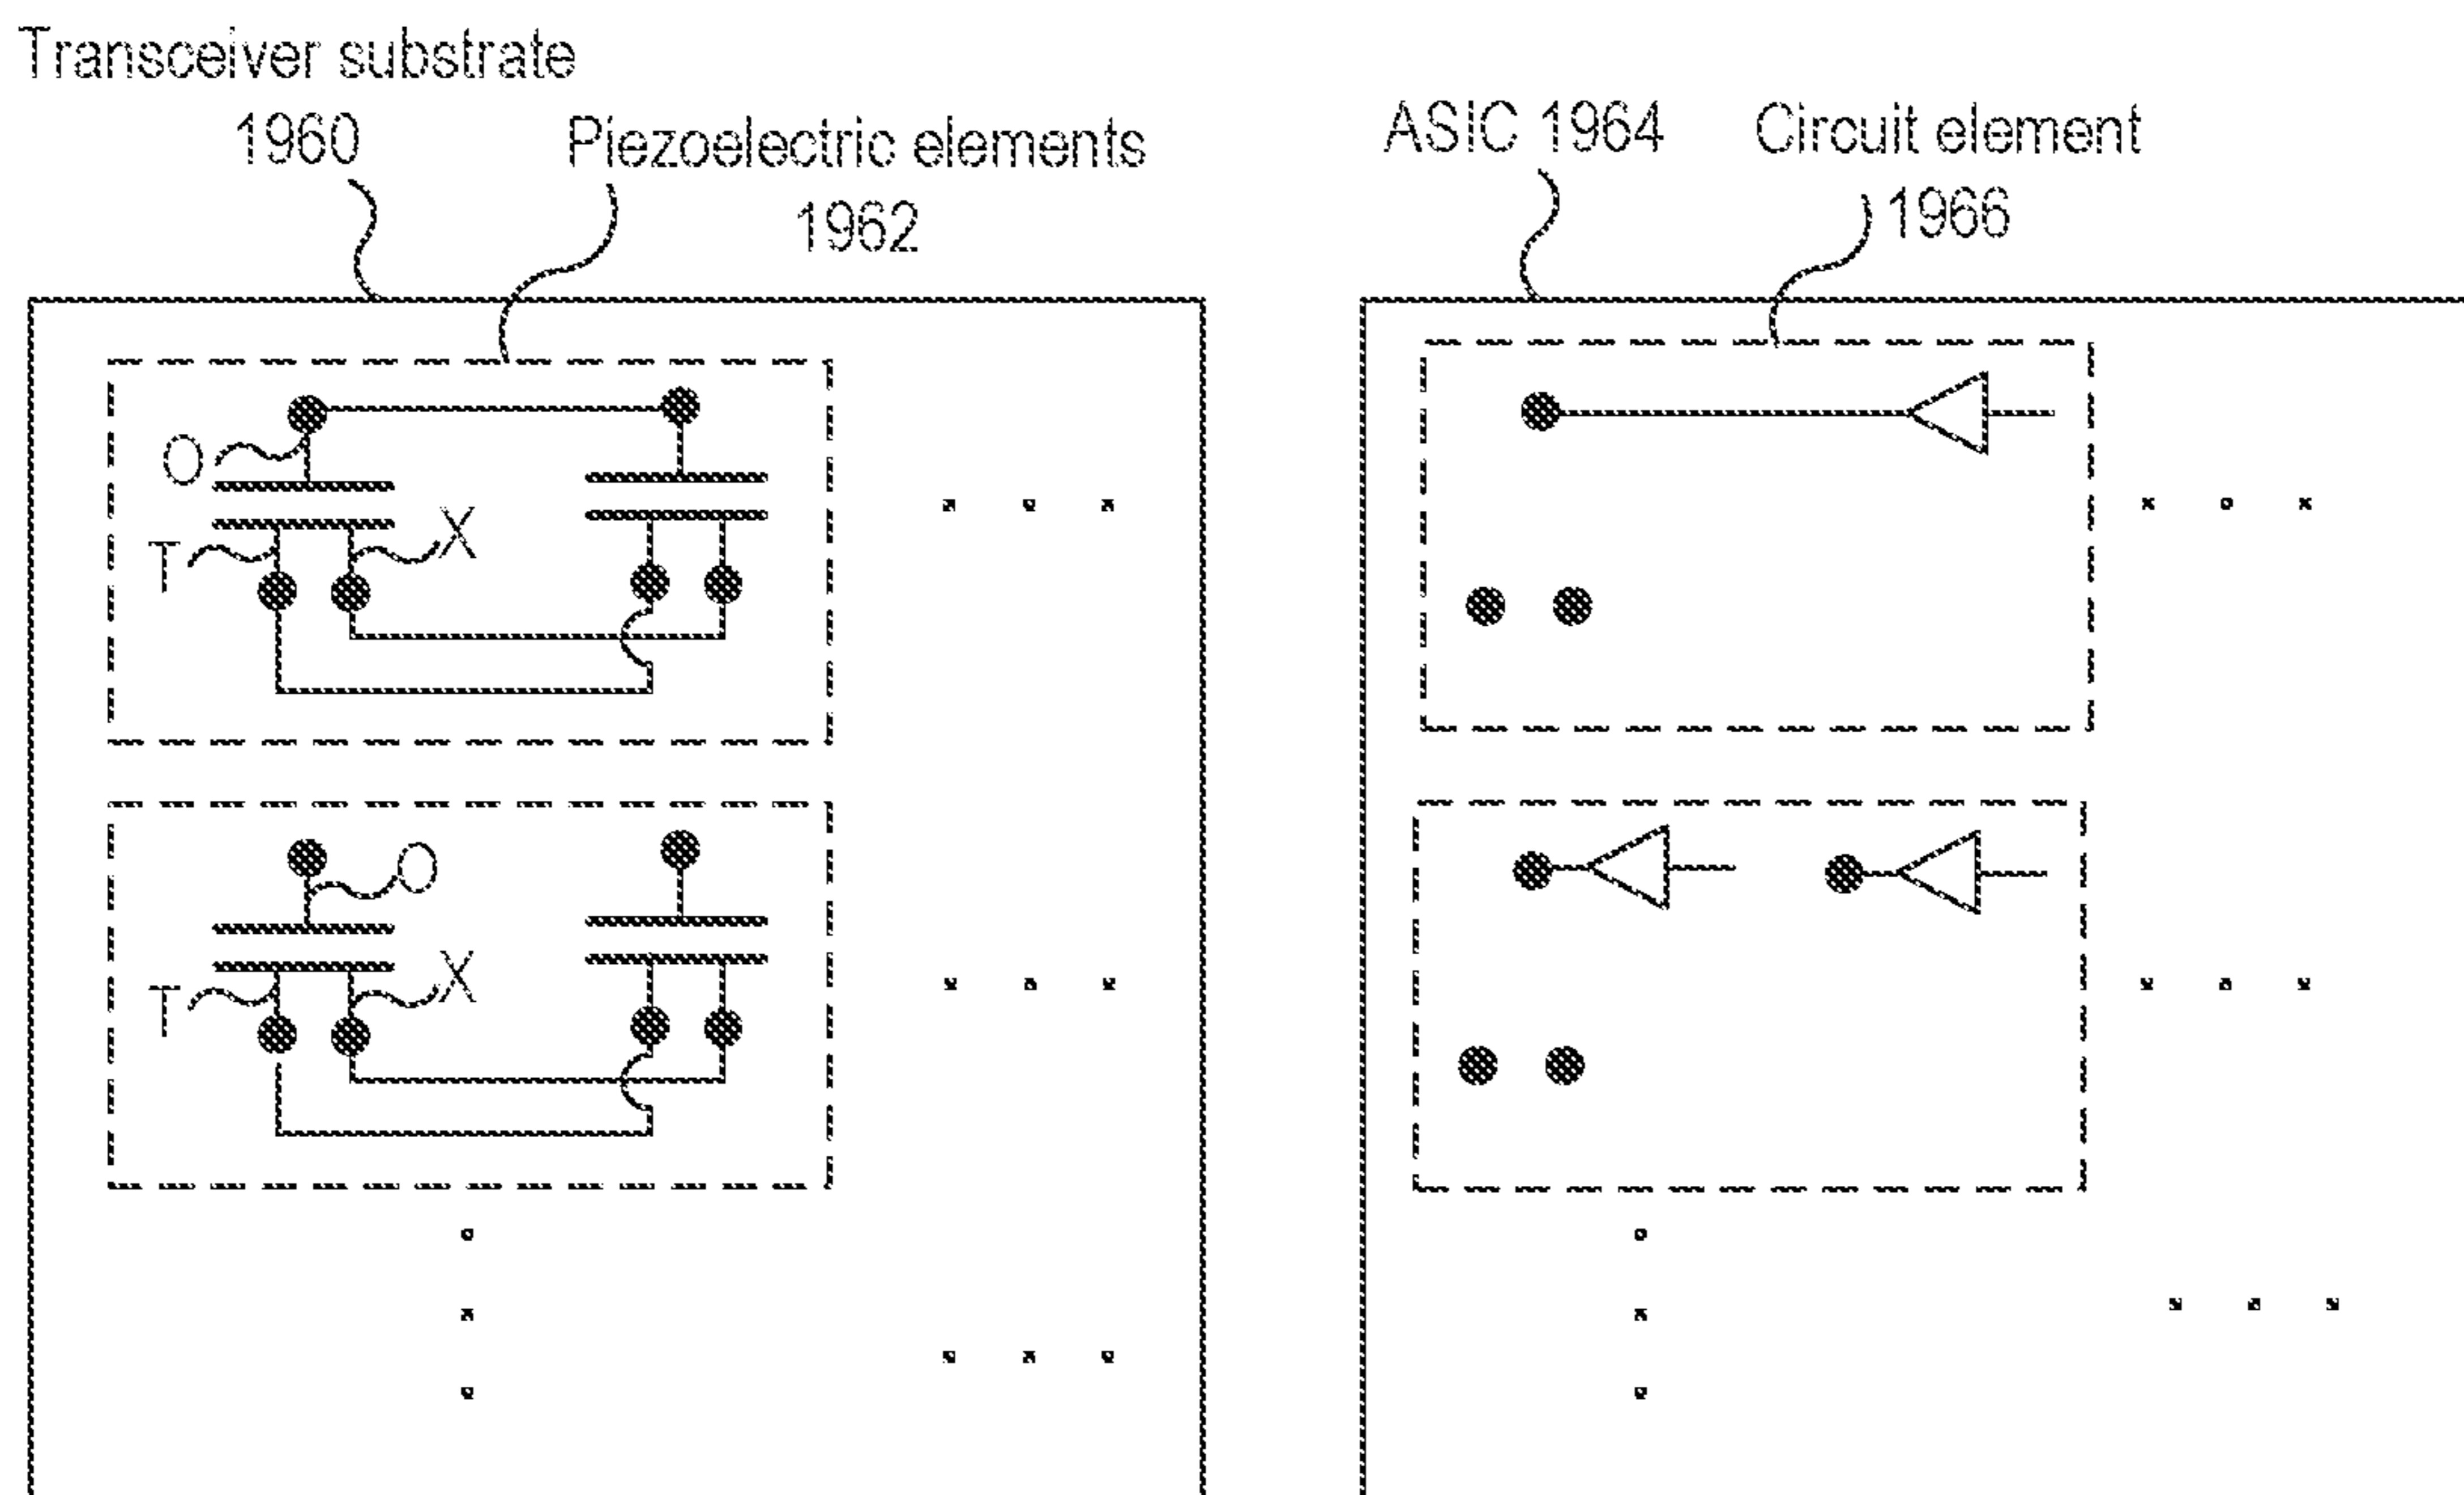 Transceiver substrate
1960
Piezoelectric elements
1962
ASIC 1964
Circuit element
1966
O
T
X
O
T
X